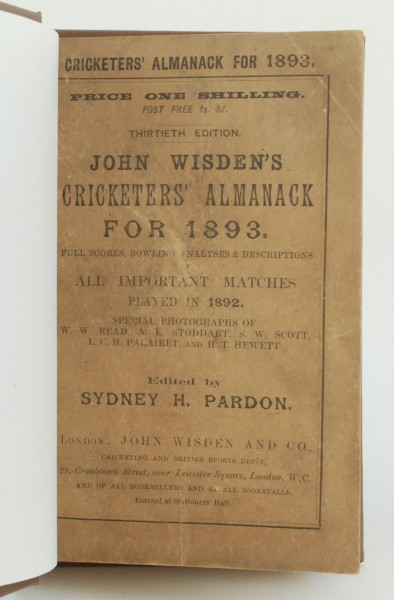 CRICKETERS' ALMANACK FOR 1893.
PRICE ONE SHILLING.
POST FREE 1s. 3d.
THIRTIETH EDITION.
JOHN WISDEN'S
CRICKETERS' ALMANACK
FOR 1893.
FULL SCORES, BOWLING ANALYSES & DESCRIPTIONS
ALL IMPORTANT MATCHES
PLAYED IN 1892.
SPECIAL PHOTOGRAPHS OF
W. W. READ, A. E. STODDART, S. W. SCOTT,
L. C. H. PALAIRET, AND H. T. HEWETT.
Edited by
SYDNEY H. PARDON.
LONDON: JOHN WISDEN AND CO.,
CRICKETING AND BRITISH SPORTS DEPÔT,
21, Cranbourn Street, near Leicester Square, London, W.C.
AND OF ALL BOOKSELLERS AND AT ALL BOOKSTALLS.
Entered at Stationers' Hall.